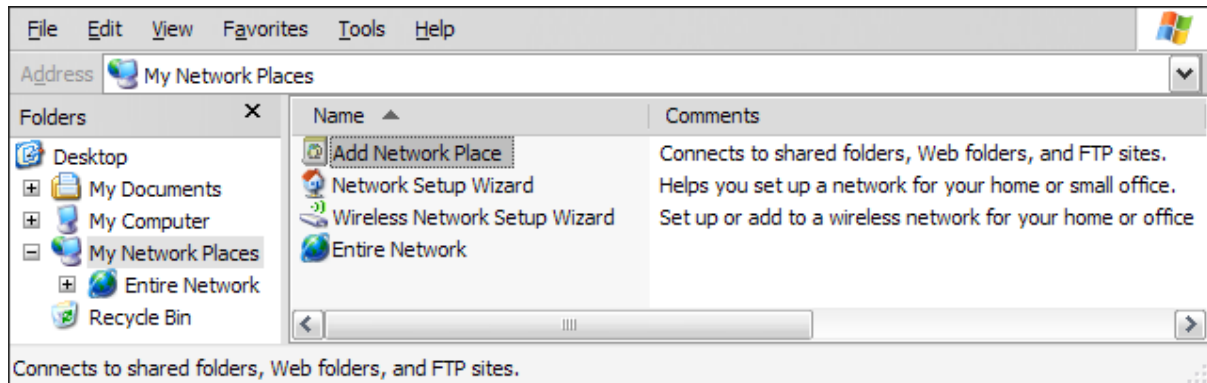 File Edit View Favorites Tools Help
Address My Network Places
Folders X Name Comments
Desktop Add Network Place Connects to shared folders, Web folders, and FTP sites.
My Documents Network Setup Wizard Helps you set up a network for your home or small office.
My Computer Wireless Network Setup Wizard Set up or add to a wireless network for your home or office
My Network Places Entire Network
Entire Network
Recycle Bin
Connects to shared folders, Web folders, and FTP sites.